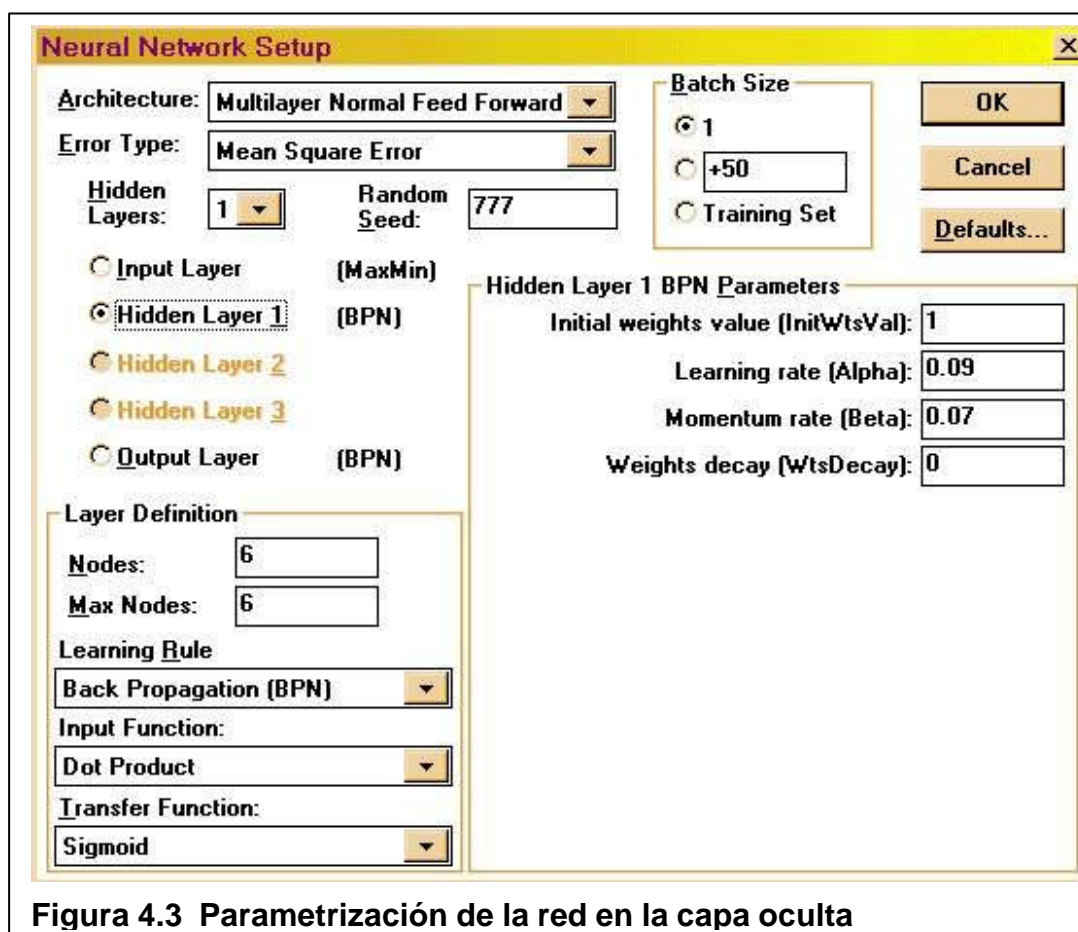 Neural Network Setup
Architecture: Multilayer Normal Feed Forward
Error Type: Mean Square Error
Hidden Layers: 1
Random Seed: 777
Batch Size
1
+50
Training Set
OK
Cancel
Defaults...
Input Layer (MaxMin)
Hidden Layer 1 (BPN)
Hidden Layer 2
Hidden Layer 3
Output Layer (BPN)
Hidden Layer 1 BPN Parameters
Initial weights value (InitWtsVal): 1
Learning rate (Alpha): 0.09
Momentum rate (Beta): 0.07
Weights decay (WtsDecay): 0
Layer Definition
Nodes: 6
Max Nodes: 6
Learning Rule
Back Propagation (BPN)
Input Function:
Dot Product
Transfer Function:
Sigmoid
Figura 4.3 Parametrización de la red en la capa oculta